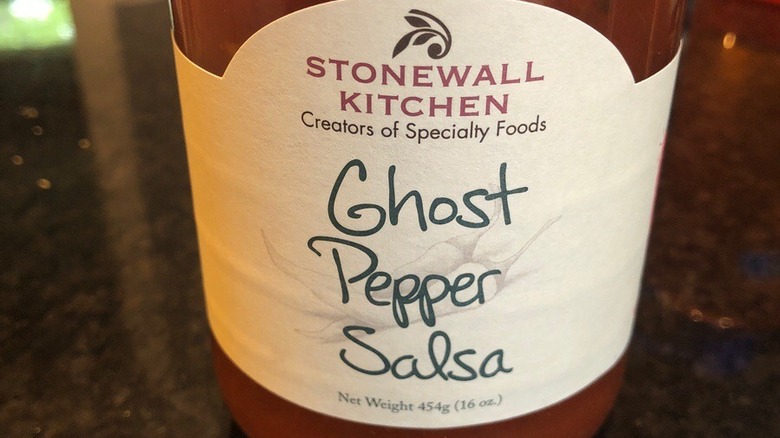 STONEWALL
KITCHEN
Creators of Specialty Foods
Ghost
Pepper
Salsa
Net Weight 454g (16 oz.)